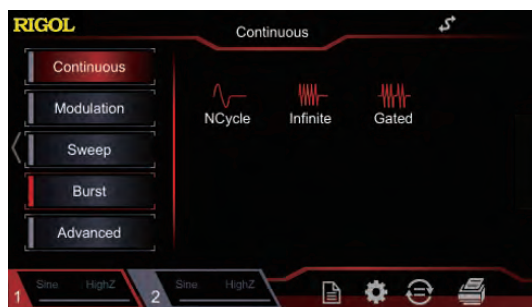 RIGOL
Continuous
Continuous
Modulation
Sweep
Burst
Advanced
NCycle Infinite Gated
1 Sine HighZ 2 Sine HighZ